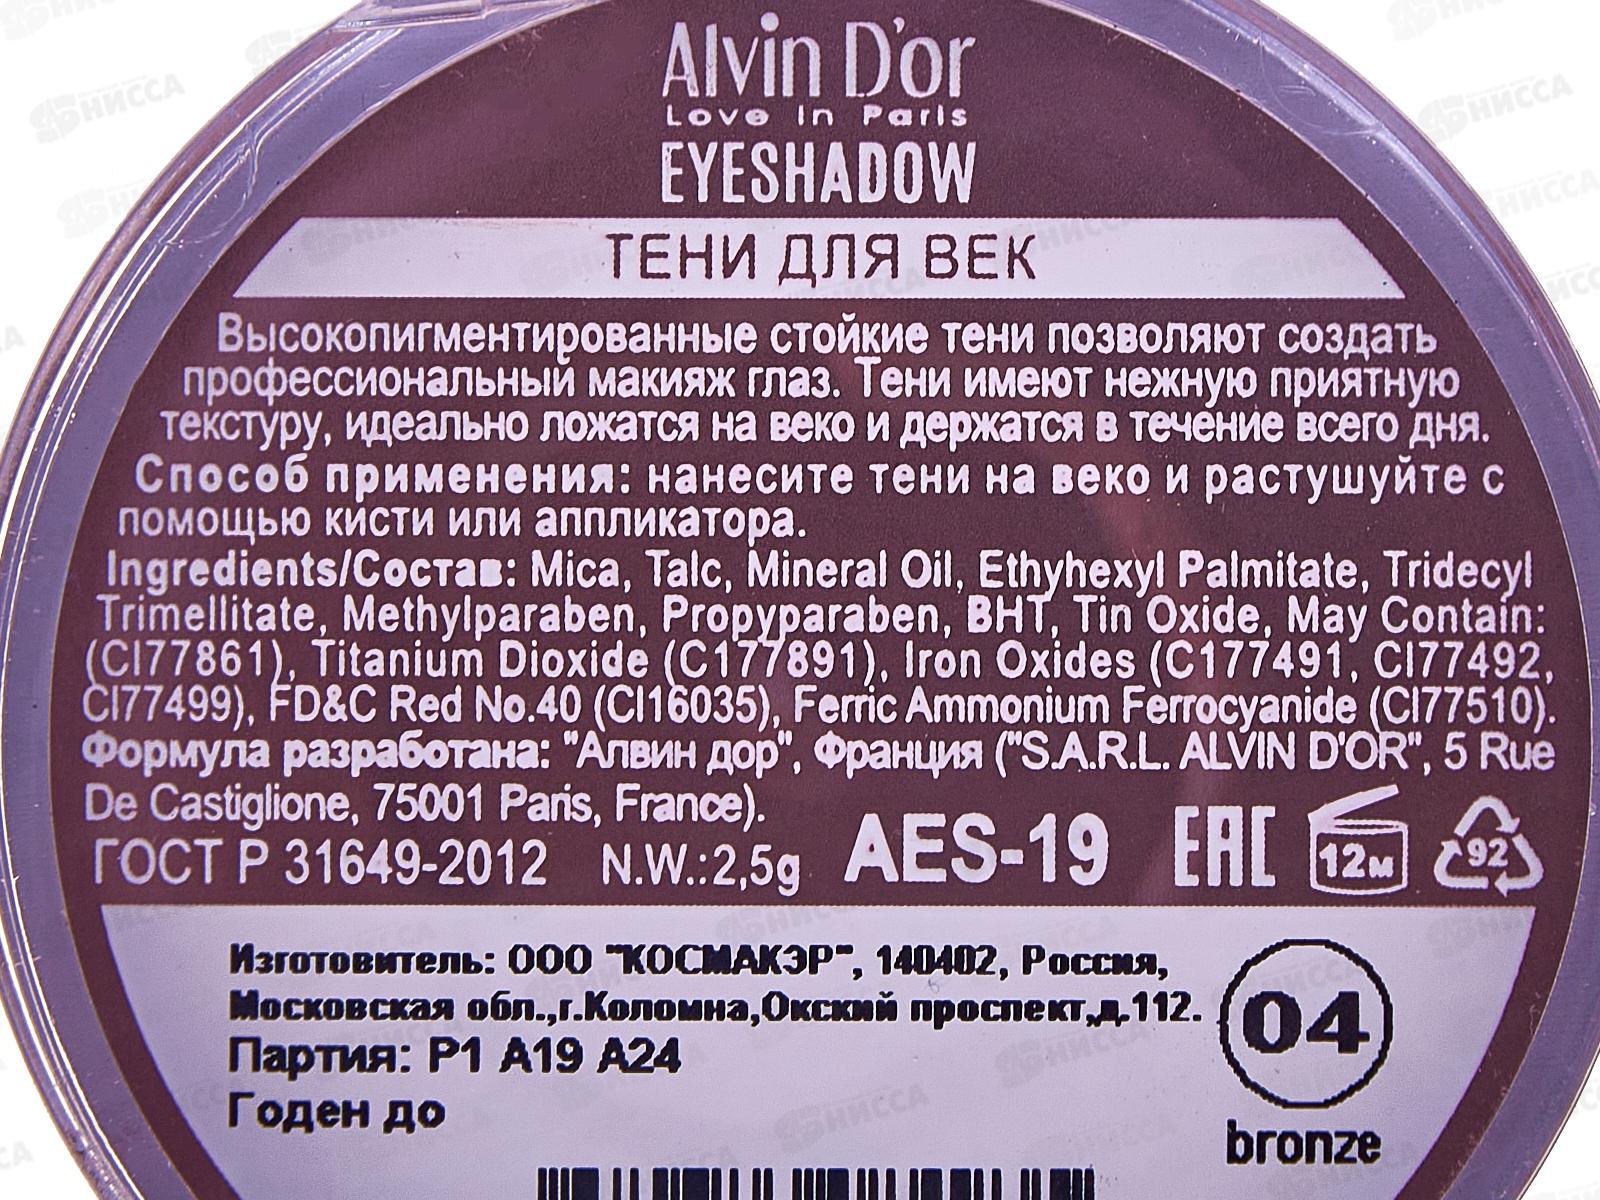 Alvin D'or
Love in Paris
EYESHADOW
ТЕНИ ДЛЯ ВЕК
Высокопигментированные стойкие тени позволяют создать
профессиональный макияж глаз. Тени имеют нежную приятную
текстуру, идеально ложатся на веко и держатся в течение всего дня.
Способ применения: нанесите тени на веко и растушуйте с
помощью кисти или аппликатора.
Ingredients/Состав: Mica, Talc, Mineral Oil, Ethyhexyl Palmitate, Tridecyl
Trimellitate, Methylparaben, Propyparaben, BHT, Tin Oxide, May Contain:
(CI77861), Titanium Dioxide (C177891), Iron Oxides (C177491, CI77492,
CI77499), FD&C Red No.40 (CI16035), Ferric Ammonium Ferrocyanide (CI77510).
Формула разработана: "Алвин дор", Франция ("S.A.R.L. ALVIN D'OR", 5 Rue
De Castiglione, 75001 Paris, France).
ГОСТ Р 31649-2012 N.W.:2,5g AES-19 EAC 12м 92
Изготовитель: ООО "КОСМАКЭР", 140402, Россия,
Московская обл.,г.Коломна,Окский проспект,д.112.
Партия: P1 A19 A24
Годен до
04
bronze